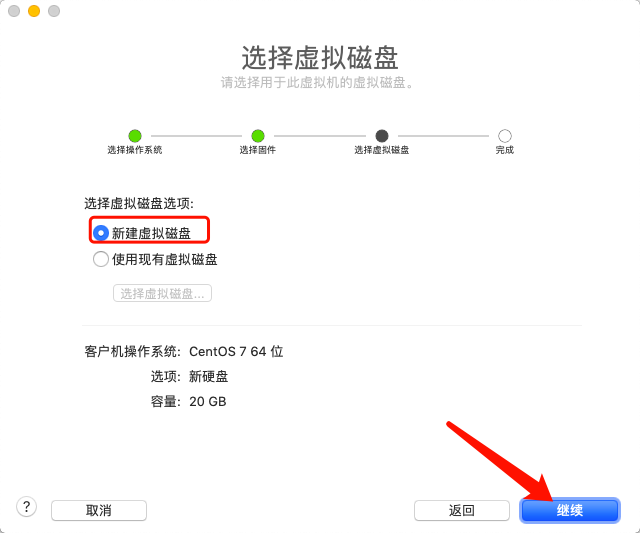 选择虚拟磁盘
请选择用于此虚拟机的虚拟磁盘。
选择操作系统 选择固件 选择虚拟磁盘 完成
选择虚拟磁盘选项:
新建虚拟磁盘
使用现有虚拟磁盘
选择虚拟磁盘...
客户机操作系统: CentOS 7 64 位
选项: 新硬盘
容量: 20 GB
? 取消 返回 继续